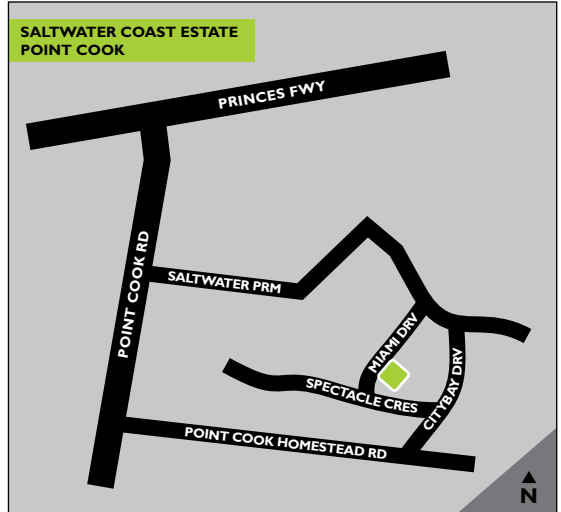 SALTWATER COAST ESTATE
POINT COOK
PRINCES FWY
POINT COOK RD
SALTWATER PRM
MIAMI DRV
SPECTACLE CRES
CITYBAY DRV
POINT COOK HOMESTEAD RD
N